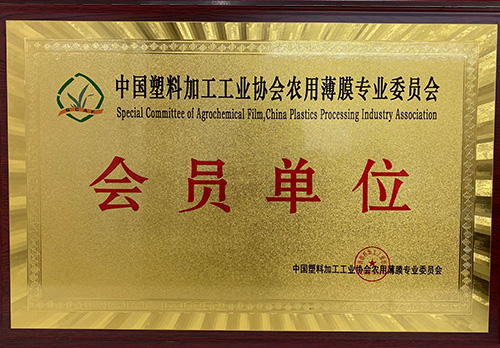 中国塑料加工工业协会农用薄膜专业委员会
Special Committee of Agrochemical Film,China Plastics Processing Industry Association
会员单位
中国塑料加工工业协会农用薄膜专业委员会